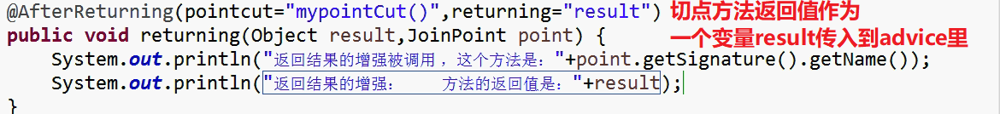 @AfterReturning(pointcut="mypointCut()",returning="result") 切点方法返回值作为
public void returning(Object result,JoinPoint point) { 一个变量result传入到advice里
System.out.println("返回结果的增强被调用 ，这个方法是："+point.getSignature().getName());
System.out.println("返回结果的增强： 方法的返回值是："+result);
}